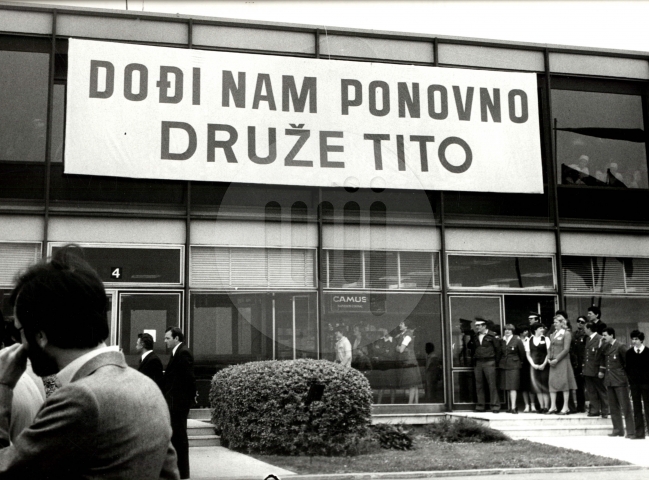 DOĐI NAM PONOVNO
DRUŽE TITO
4
CAMUS